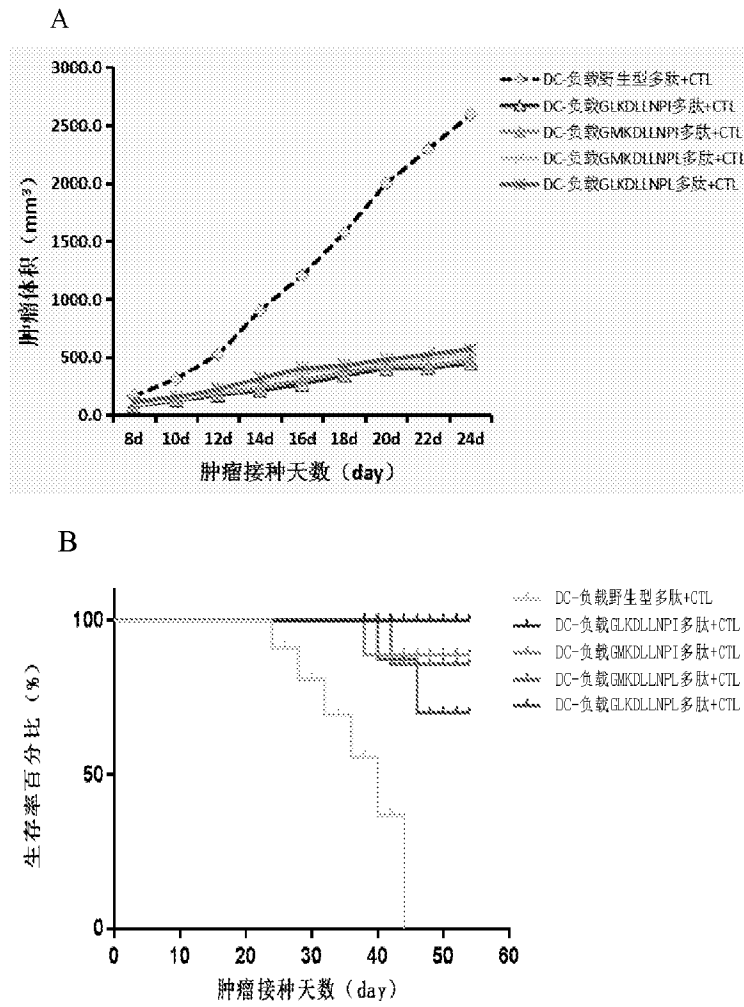 A
3000.0
2500.0
2000.0
1500.0
1000.0
500.0
0.0
肿瘤体积（mm³）
8d 10d 12d 14d 16d 18d 20d 22d 24d
肿瘤接种天数（day）
DC-负载野生型多肽+CTL
DC-负载GLKDLLNPI多肽+CTL
DC-负载GMKDLLNPI多肽+CTL
DC-负载GMKDLLNPL多肽+CTL
DC-负载GLKDLLNPL多肽+CTL
B
100
50
0
生存率百分比（%）
0 10 20 30 40 50 60
肿瘤接种天数（day）
DC-负载野生型多肽+CTL
DC-负载GLKDLLNPI多肽+CTL
DC-负载GMKDLLNPI多肽+CTL
DC-负载GMKDLLNPL多肽+CTL
DC-负载GLKDLLNPL多肽+CTL